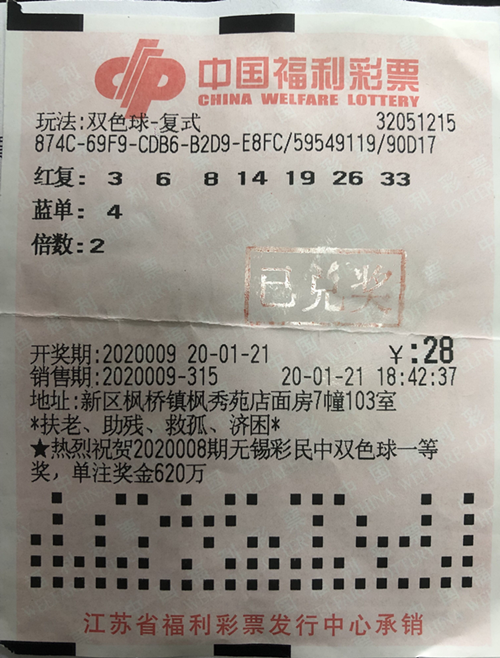 中国福利彩票
CHINA WELFARE LOTTERY
玩法:双色球-复式 32051215
874C-69F9-CDB6-B2D9-E8FC/59549119/90D17
红复: 3 6 8 14 19 26 33
蓝单: 4
倍数:2
已兑奖
开奖期:2020009 20-01-21 ￥:28
销售期:2020009-315 20-01-21 18:42:37
地址:新区枫桥镇枫秀苑店面房7幢103室
*扶老、助残、救孤、济困*
★热烈祝贺2020008期无锡彩民中双色球一等
奖，单注奖金620万
江苏省福利彩票发行中心承销